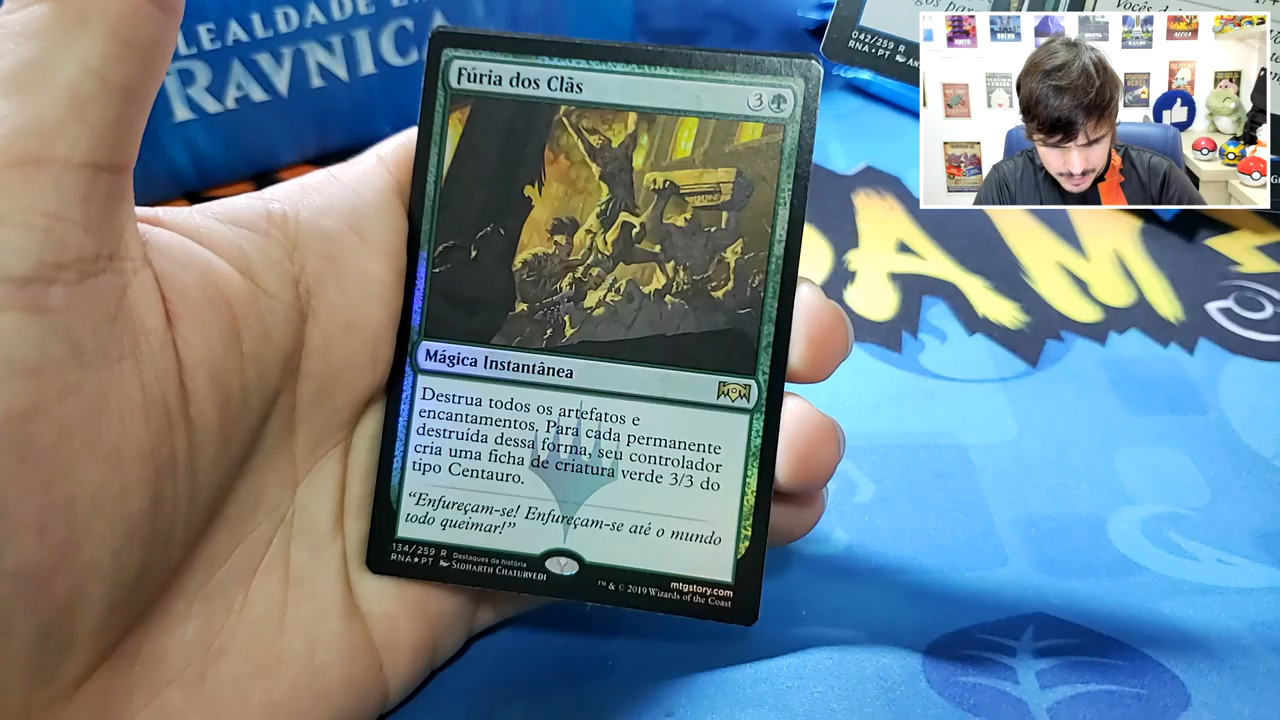 LEALDADE EM
RAVNICA
042/259 R
RNA • PT
Vocês
Fúria dos Clãs
3
Mágica Instantânea
Destrua todos os artefatos e
encantamentos. Para cada permanente
destruída dessa forma, seu controlador
cria uma ficha de criatura verde 3/3 do
tipo Centauro.
“Enfureçam-se! Enfureçam-se até o mundo
todo queimar!”
134/259 R Destaques da história
RNA★PT SIDHARTH CHATURVEDI
mtgstory.com
™ & © 2019 Wizards of the Coast